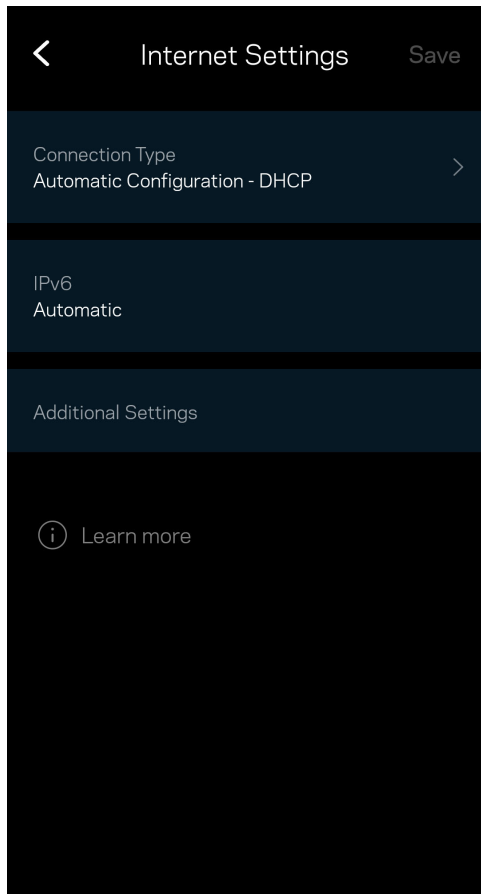 Internet Settings
Save
Connection Type
Automatic Configuration - DHCP
IPv6
Automatic
Additional Settings
Learn more